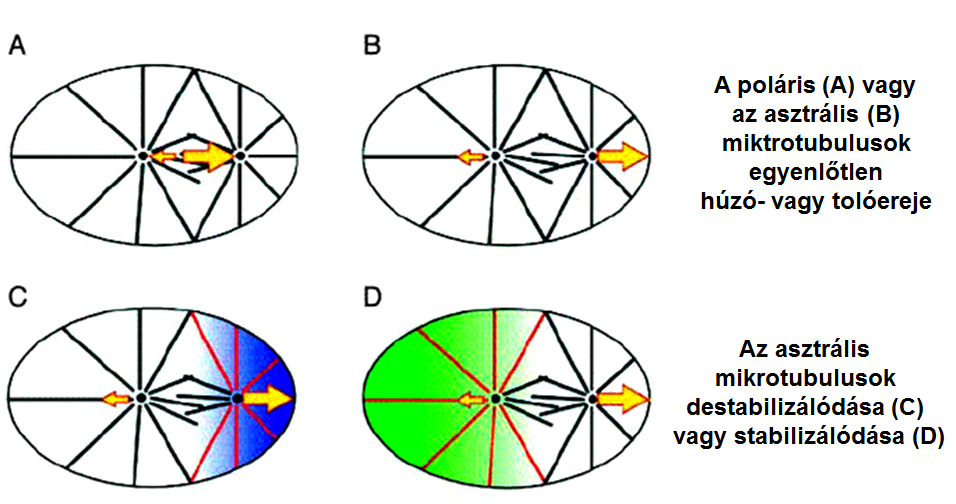 A
B
A poláris (A) vagy
az asztrális (B)
miktrotubulusok
egyenlőtlen
húzó- vagy tolóereje
C
D
Az asztrális
mikrotubulusok
destabilizálódása (C)
vagy stabilizálódása (D)